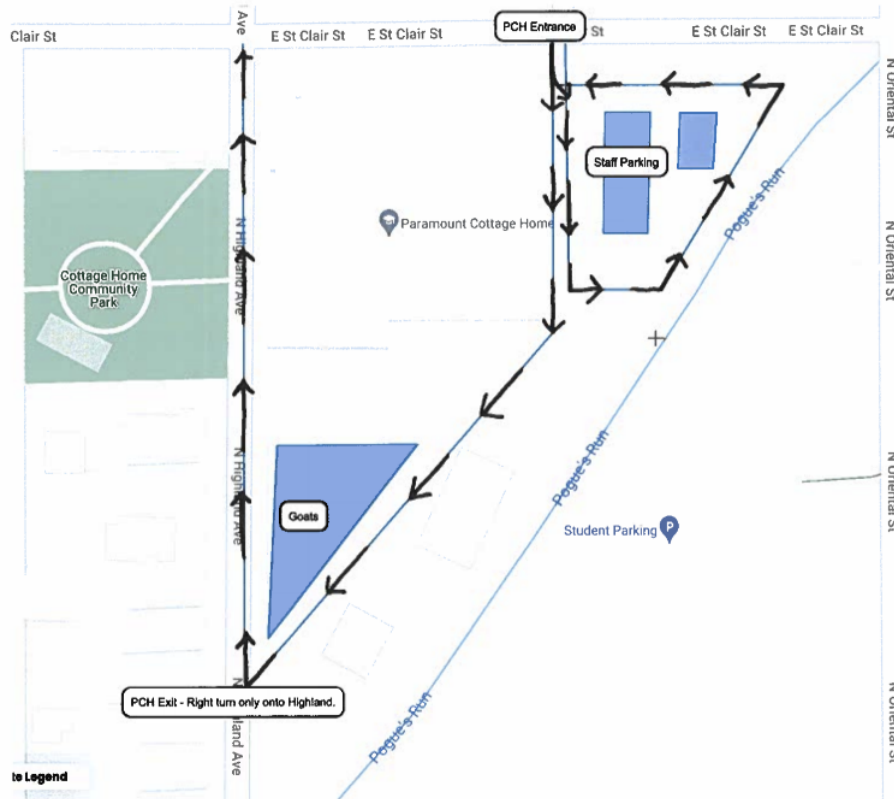 Clair St
Ave
E St Clair St
E St Clair St
PCH Entrance
St
E St Clair St
E St Clair St
N Oriental St
Staff Parking
Pogue's Run
Paramount Cottage Home
N Highland Ave
N Oriental St
Cottage Home
Community
Park
N Highland Ave
Pogue's Run
N Oriental St
Goats
Student Parking
P
PCH Exit - Right turn only onto Highland.
N
land Ave
Pogue's Run
N Oriental St
te Legend